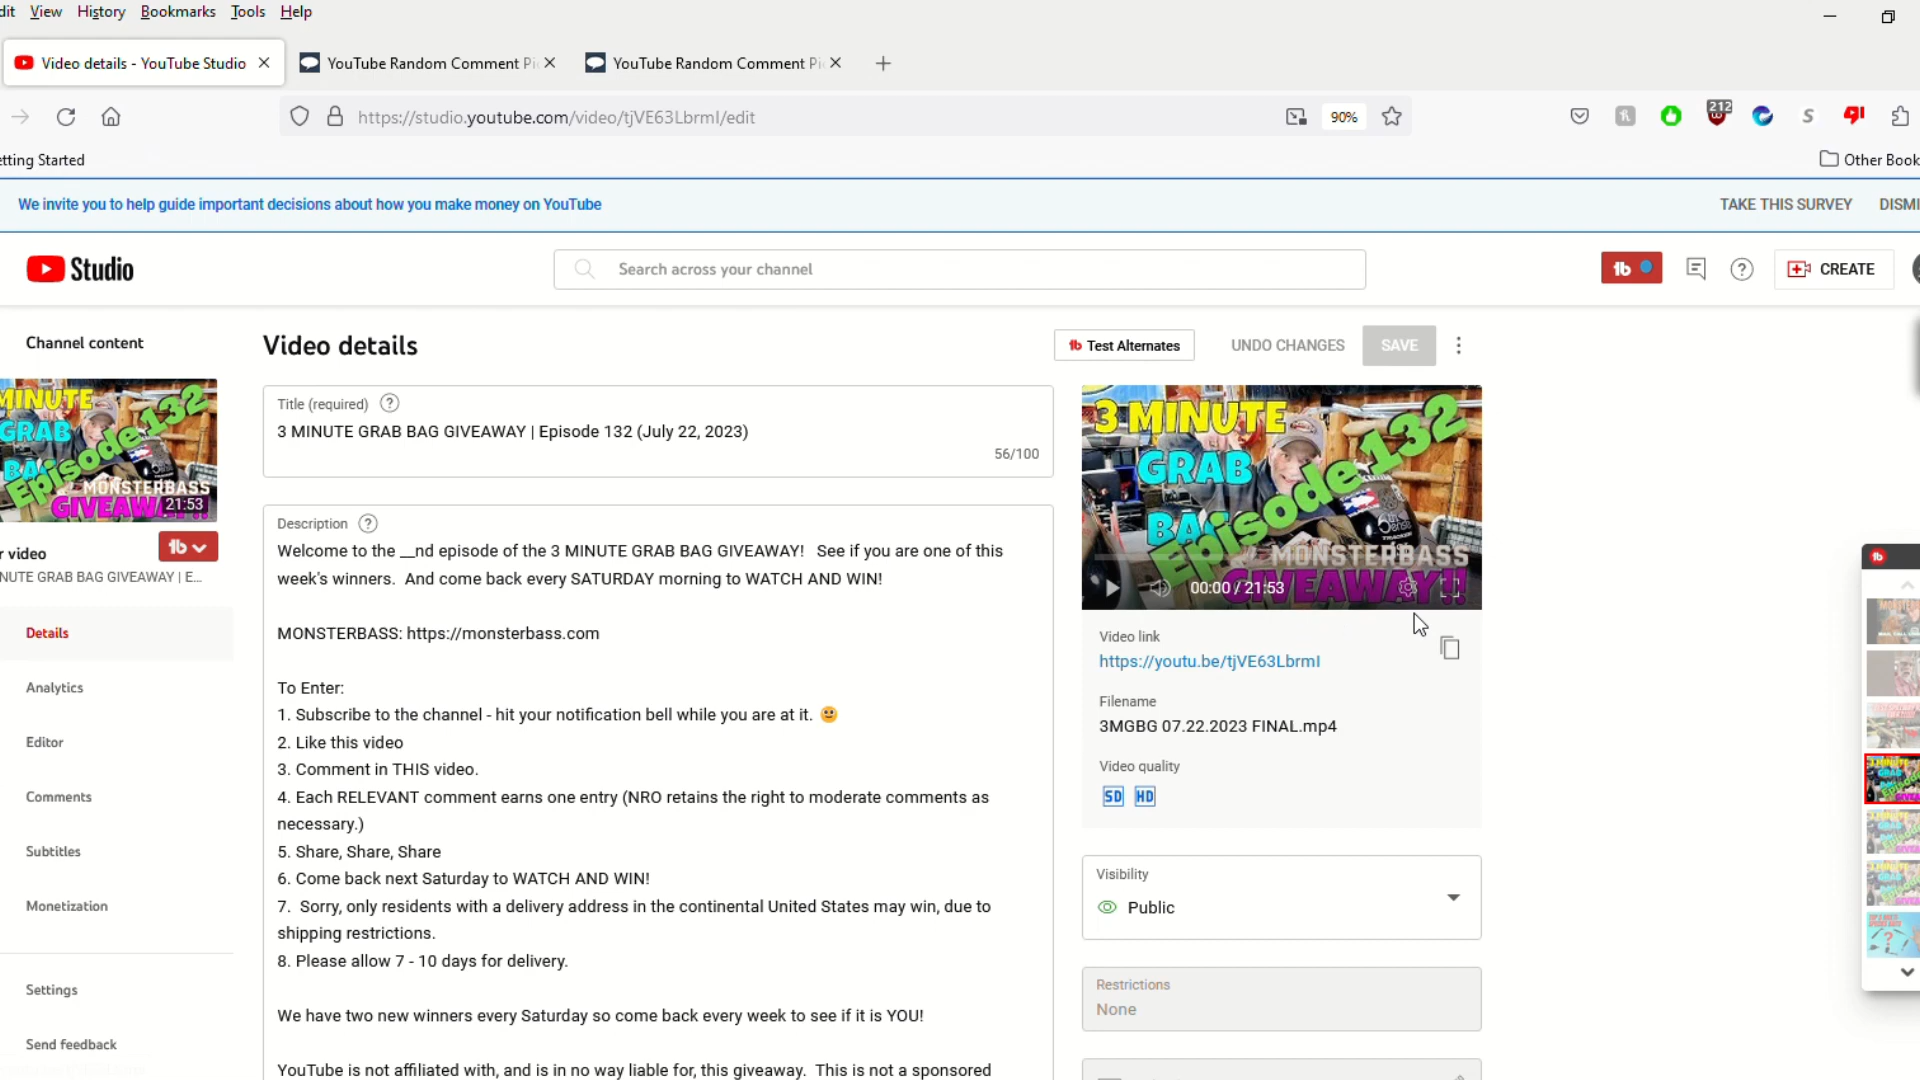 dit View History Bookmarks Tools Help
Video details - YouTube Studio
YouTube Random Comment Pi
YouTube Random Comment Pi
https://studio.youtube.com/video/tjVE63LbrmI/edit
90%
212
etting Started
Other Book
We invite you to help guide important decisions about how you make money on YouTube
TAKE THIS SURVEY
DISMI
Studio
Search across your channel
CREATE
Channel content
Video details
Test Alternates
UNDO CHANGES
SAVE
MINUTE
GRAB
BAG
Episode 132
MONSTERBASS
GIVEAWAY
21:53
r video
NUTE GRAB BAG GIVEAWAY | E...
Details
Analytics
Editor
Comments
Subtitles
Monetization
Settings
Send feedback
Title (required)
3 MINUTE GRAB BAG GIVEAWAY | Episode 132 (July 22, 2023)
56/100
Description
Welcome to the __nd episode of the 3 MINUTE GRAB BAG GIVEAWAY! See if you are one of this
week's winners. And come back every SATURDAY morning to WATCH AND WIN!
MONSTERBASS: https://monsterbass.com
To Enter:
1. Subscribe to the channel - hit your notification bell while you are at it. 🙂
2. Like this video
3. Comment in THIS video.
4. Each RELEVANT comment earns one entry (NRO retains the right to moderate comments as
necessary.)
5. Share, Share, Share
6. Come back next Saturday to WATCH AND WIN!
7. Sorry, only residents with a delivery address in the continental United States may win, due to
shipping restrictions.
8. Please allow 7 - 10 days for delivery.
We have two new winners every Saturday so come back every week to see if it is YOU!
YouTube is not affiliated with, and is in no way liable for, this giveaway. This is not a sponsored
3 MINUTE
GRAB
BAG
Episode 132
MONSTERBASS
GIVEAWAY!!
00:00 / 21:53
Video link
https://youtu.be/tjVE63LbrmI
Filename
3MGBG 07.22.2023 FINAL.mp4
Video quality
SD HD
Visibility
Public
Restrictions
None